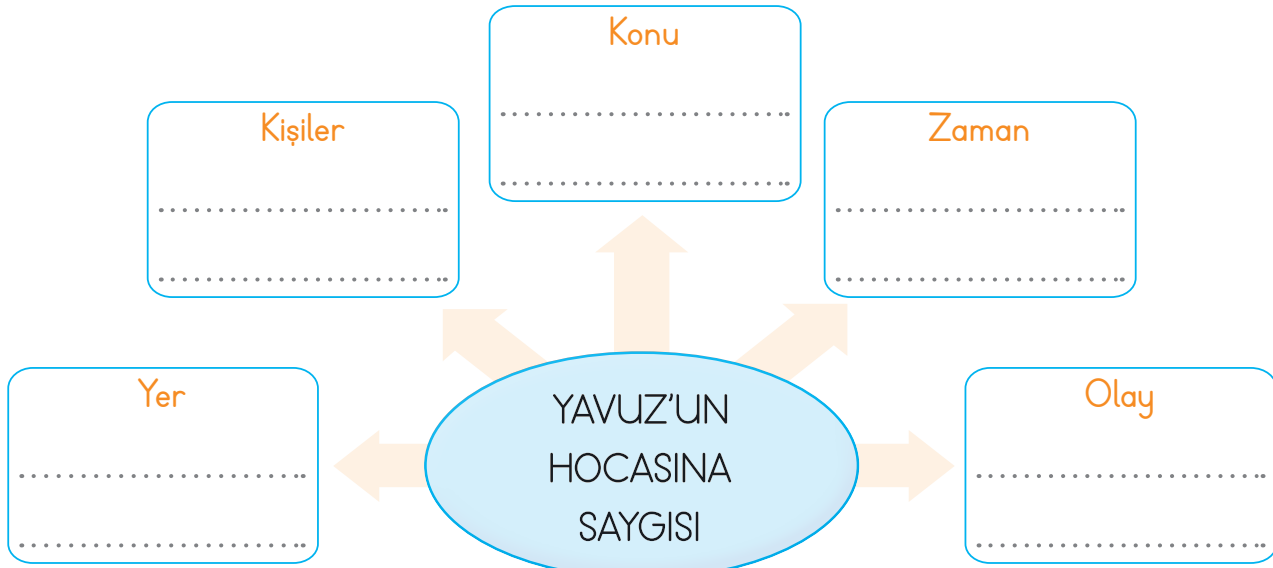 Konu
Kişiler
Zaman
Yer
Olay
YAVUZ'UN
HOCASINA
SAYGISI